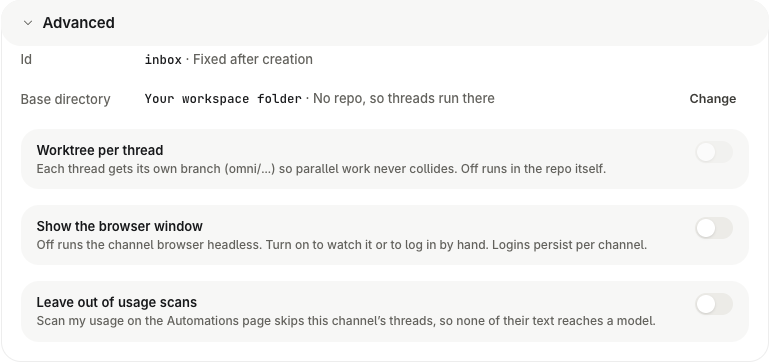 Advanced
Id inbox · Fixed after creation
Base directory Your workspace folder · No repo, so threads run there Change
Worktree per thread
Each thread gets its own branch (omni/…) so parallel work never collides. Off runs in the repo itself.
Show the browser window
Off runs the channel browser headless. Turn on to watch it or to log in by hand. Logins persist per channel.
Leave out of usage scans
Scan my usage on the Automations page skips this channel’s threads, so none of their text reaches a model.